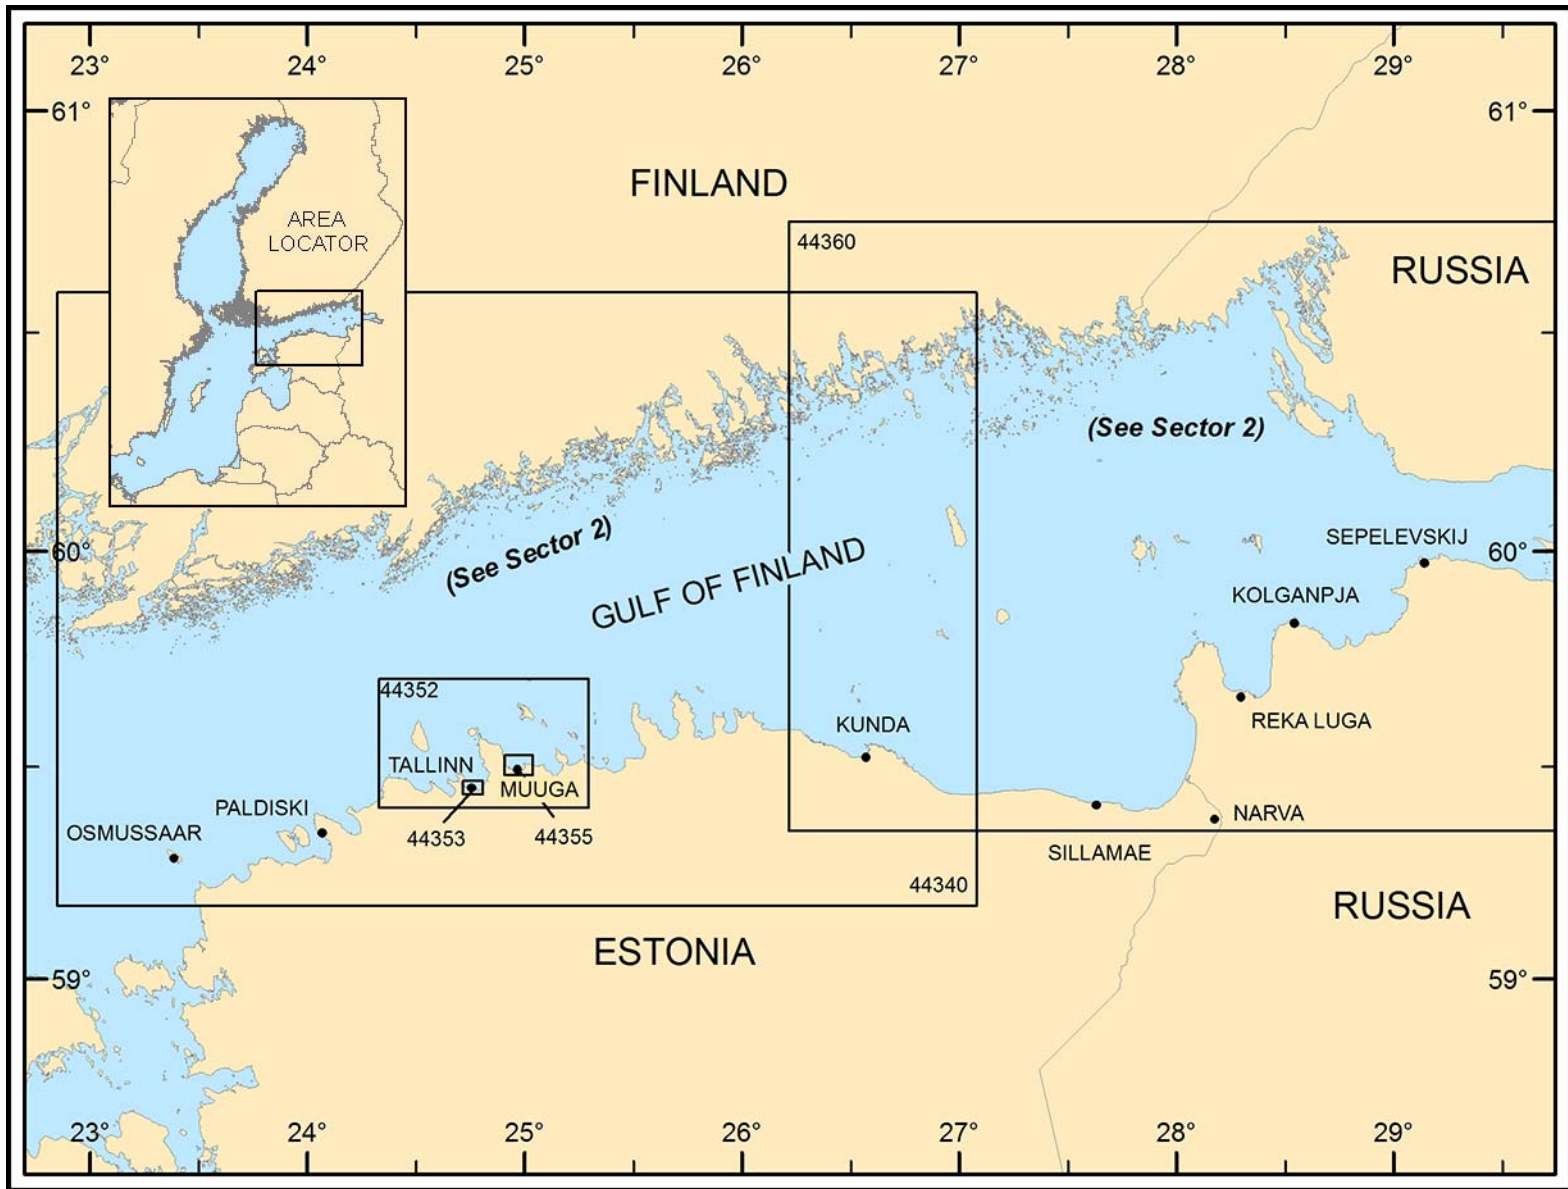 23° 24° 25° 26° 27° 28° 29°
61° 61°
FINLAND
AREA
LOCATOR
44360
RUSSIA
(See Sector 2)
(See Sector 2)
60° 60°
GULF OF FINLAND
SEPELEVSKIJ
KOLGANPJA
REKA LUGA
44352
KUNDA
TALLINN
MUUGA
PALDISKI
OSMUSSAAR
44353
44355
NARVA
SILLAMAE
44340
RUSSIA
ESTONIA
59° 59°
23° 24° 25° 26° 27° 28° 29°